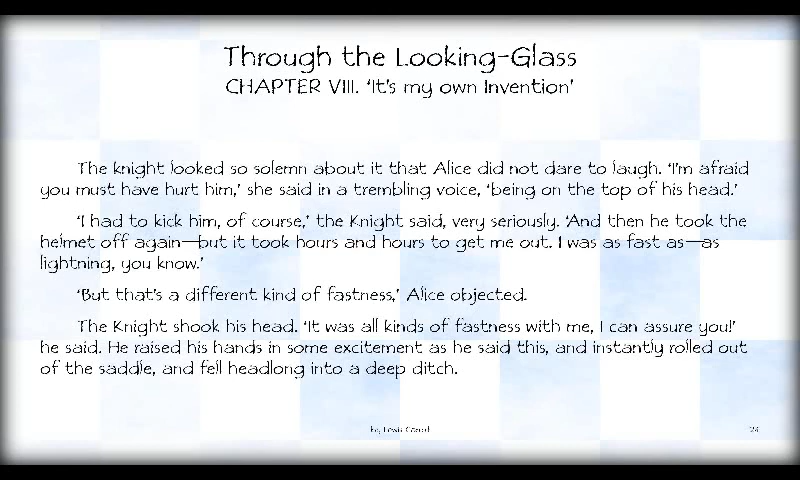 Through the Looking-Glass
CHAPTER VIII. ‘It's my own Invention’
The knight looked so solemn about it that Alice did not dare to laugh. ‘I'm afraid
you must have hurt him,’ she said in a trembling voice, ‘being on the top of his head.’
‘I had to kick him, of course,’ the Knight said, very seriously. ‘And then he took the
helmet off again—but it took hours and hours to get me out. I was as fast as—as
lightning, you know.’
‘But that's a different kind of fastness,’ Alice objected.
The Knight shook his head. ‘It was all kinds of fastness with me, I can assure you!’
he said. He raised his hands in some excitement as he said this, and instantly rolled out
of the saddle, and fell headlong into a deep ditch.
by, Lewis Carroll